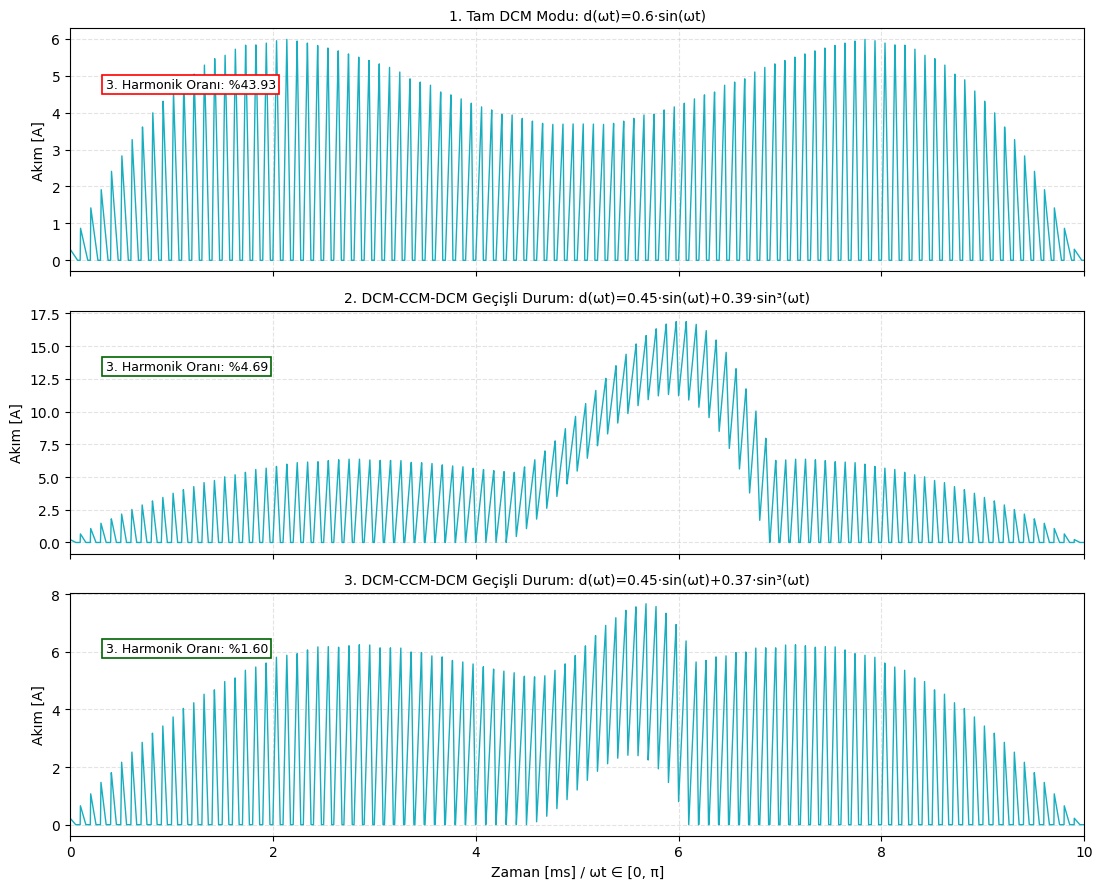 1. Tam DCM Modu: d(ωt)=0.6·sin(ωt)
6
5
4
3
2
1
0
Akım [A]
3. Harmonik Oranı: %43.93
2. DCM-CCM-DCM Geçişli Durum: d(ωt)=0.45·sin(ωt)+0.39·sin³(ωt)
17.5
15.0
12.5
10.0
7.5
5.0
2.5
0.0
Akım [A]
3. Harmonik Oranı: %4.69
3. DCM-CCM-DCM Geçişli Durum: d(ωt)=0.45·sin(ωt)+0.37·sin³(ωt)
8
6
4
2
0
Akım [A]
3. Harmonik Oranı: %1.60
0 2 4 6 8 10
Zaman [ms] / ωt ∈ [0, π]